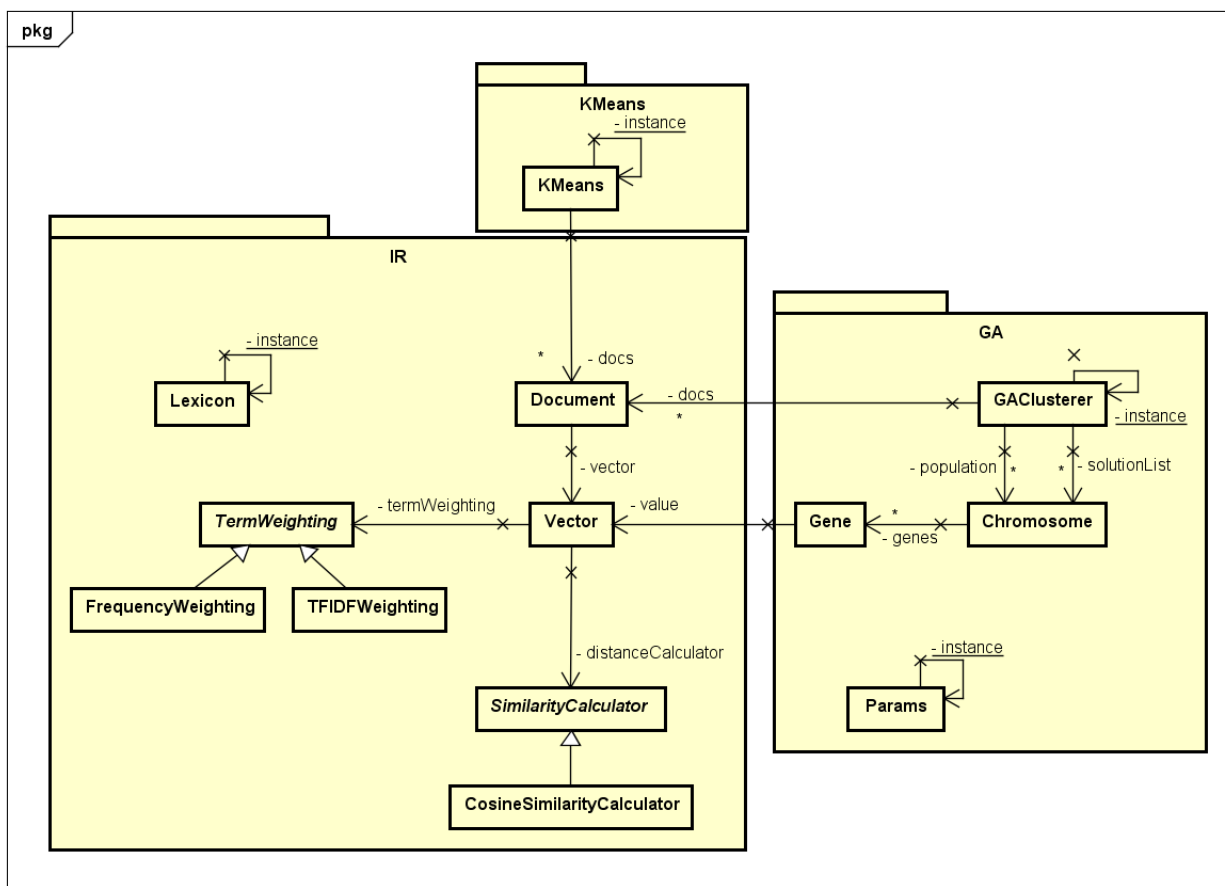 pkg
KMeans
- instance
KMeans
IR
GA
- instance
Lexicon
*
- docs
Document
- docs
*
GAClusterer
- instance
- vector
- population
*
*
- solutionList
TermWeighting
- termWeighting
Vector
- value
Gene
*
- genes
Chromosome
FrequencyWeighting
TFIDFWeighting
- distanceCalculator
- instance
SimilarityCalculator
Params
CosineSimilarityCalculator